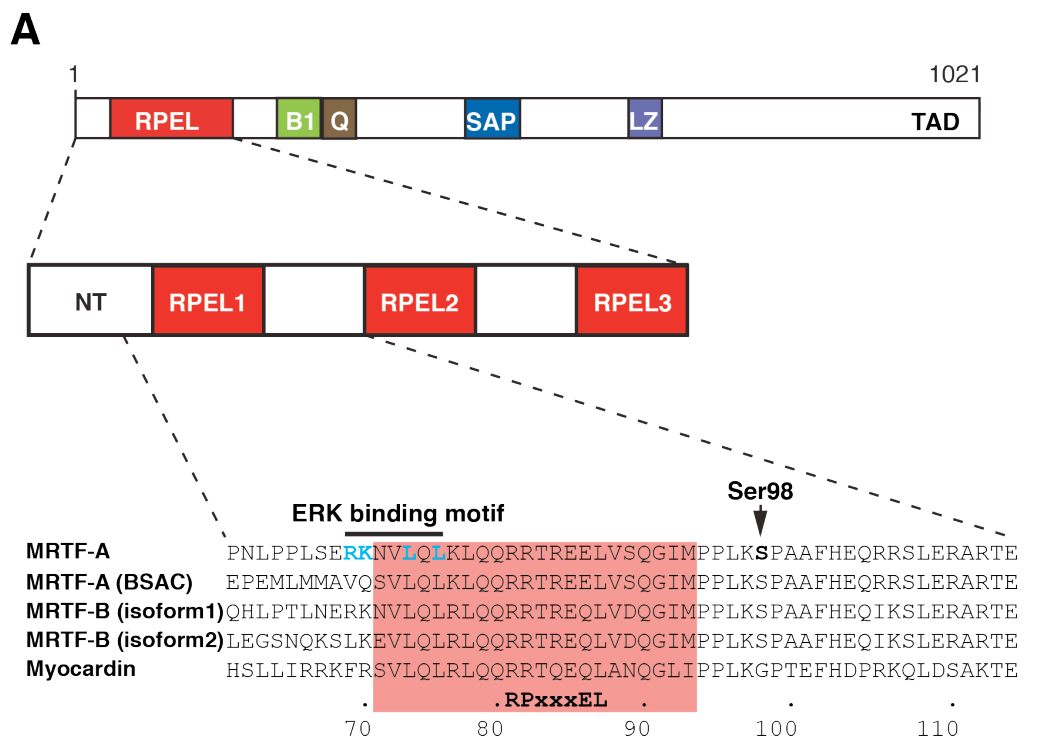 A
1 1021
RPEL B1 Q SAP LZ TAD
NT RPEL1 RPEL2 RPEL3
Ser98
ERK binding motif
MRTF-A PNLPPLSERKNVLQLKLQQRRTREELVSQGIMPPLKSPAAFHEQRRSLERARTE
MRTF-A (BSAC) EPEMLMMAVQSVLQLKLQQRRTREELVSQGIMPPLKSPAAFHEQRRSLERARTE
MRTF-B (isoform1) QHLPTLNERKNVLQLRLQQRRTREQLVDQGIMPPLKSPAAFHEQIKSLERARTE
MRTF-B (isoform2) LEGSNQKSLKEVLQLRLQQRRTREQLVDQGIMPPLKSPAAFHEQIKSLERARTE
Myocardin HSLLIRRKFRSVLQLRLQQRRTQEQLANQGLIPPLKGPTEFHDPRKQLDSAKTE
. .RPxxxEL . . .
70 80 90 100 110